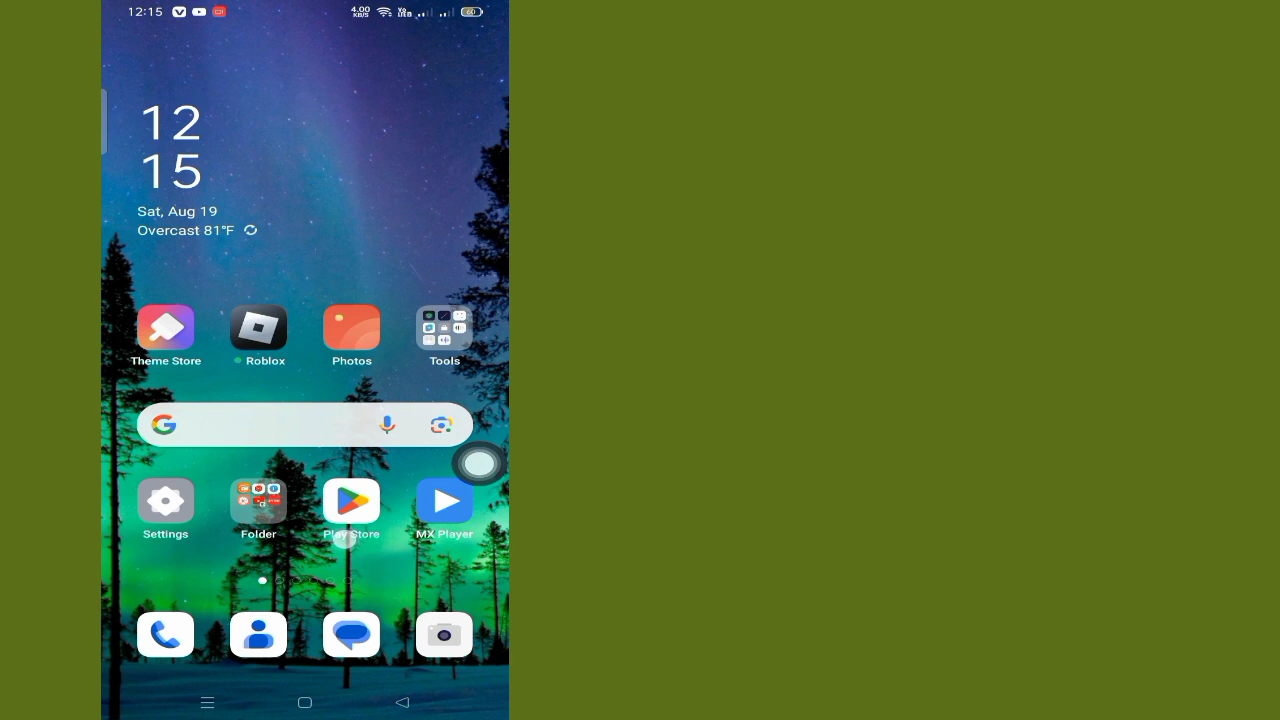 12:15
4.00 KB/S
60
12
15
Sat, Aug 19
Overcast 81°F
Theme Store
Roblox
Photos
Tools
Settings
Folder
Play Store
MX Player